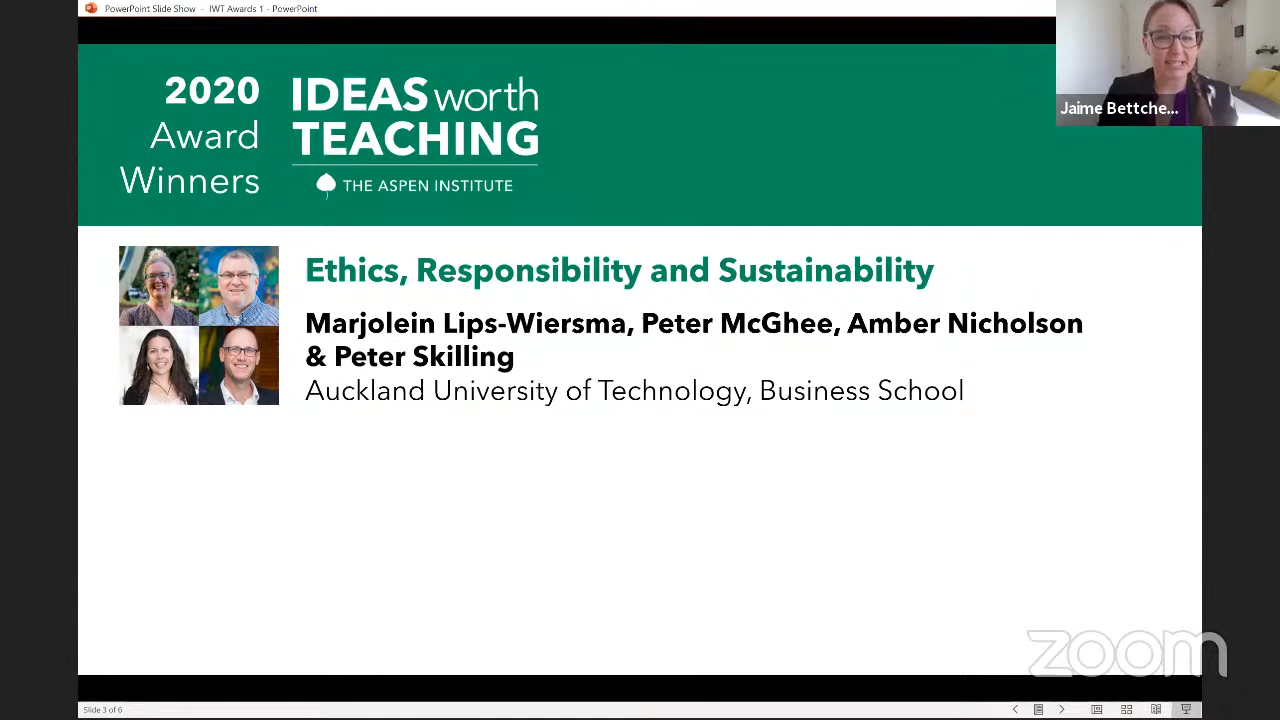 PowerPoint Slide Show - IWT Awards 1 - PowerPoint
2020
Award
Winners
IDEAS worth
TEACHING
THE ASPEN INSTITUTE
Jaime Bettche...
Ethics, Responsibility and Sustainability
Marjolein Lips-Wiersma, Peter McGhee, Amber Nicholson
& Peter Skilling
Auckland University of Technology, Business School
zoom
Slide 3 of 6